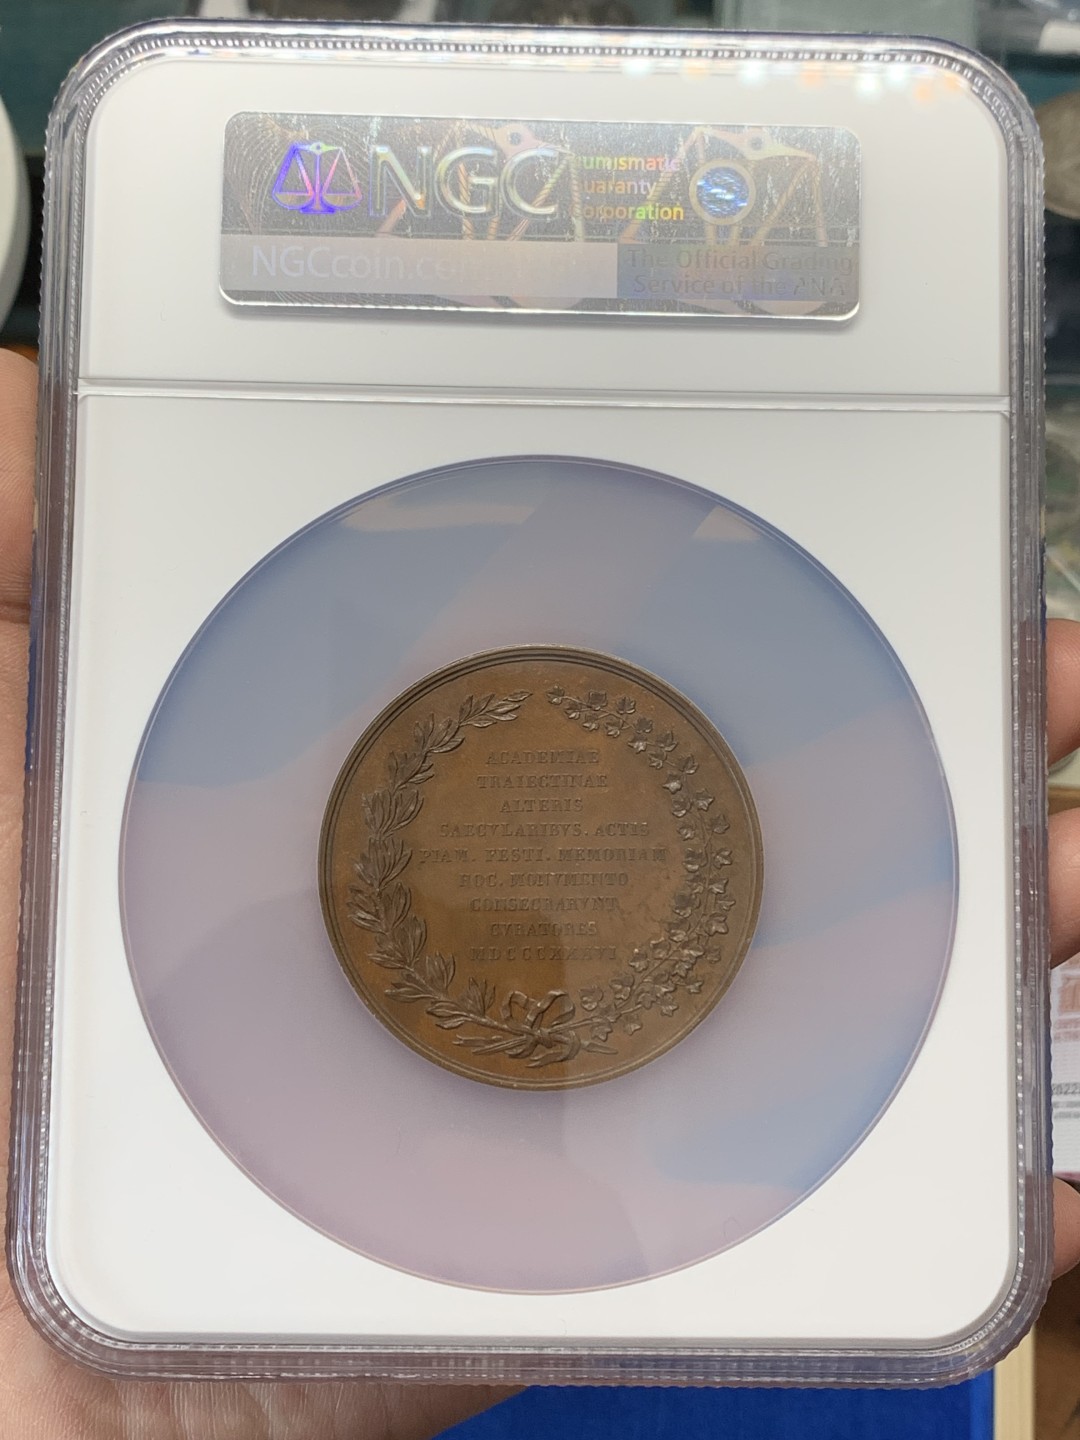 NGC
Numismatic
Guaranty
Corporation
NGCcoin.co
The Official Grading
Service of the ANA
ACADEMIAE
TRAIECTINAE
ALTERIS
SAECVLARIBVS. ACTIS
PIAM. FESTI. MEMORIAM
HOC. MONVMENTO
CONSECRARVNT
CVRATORES
MDCCCXXXVI